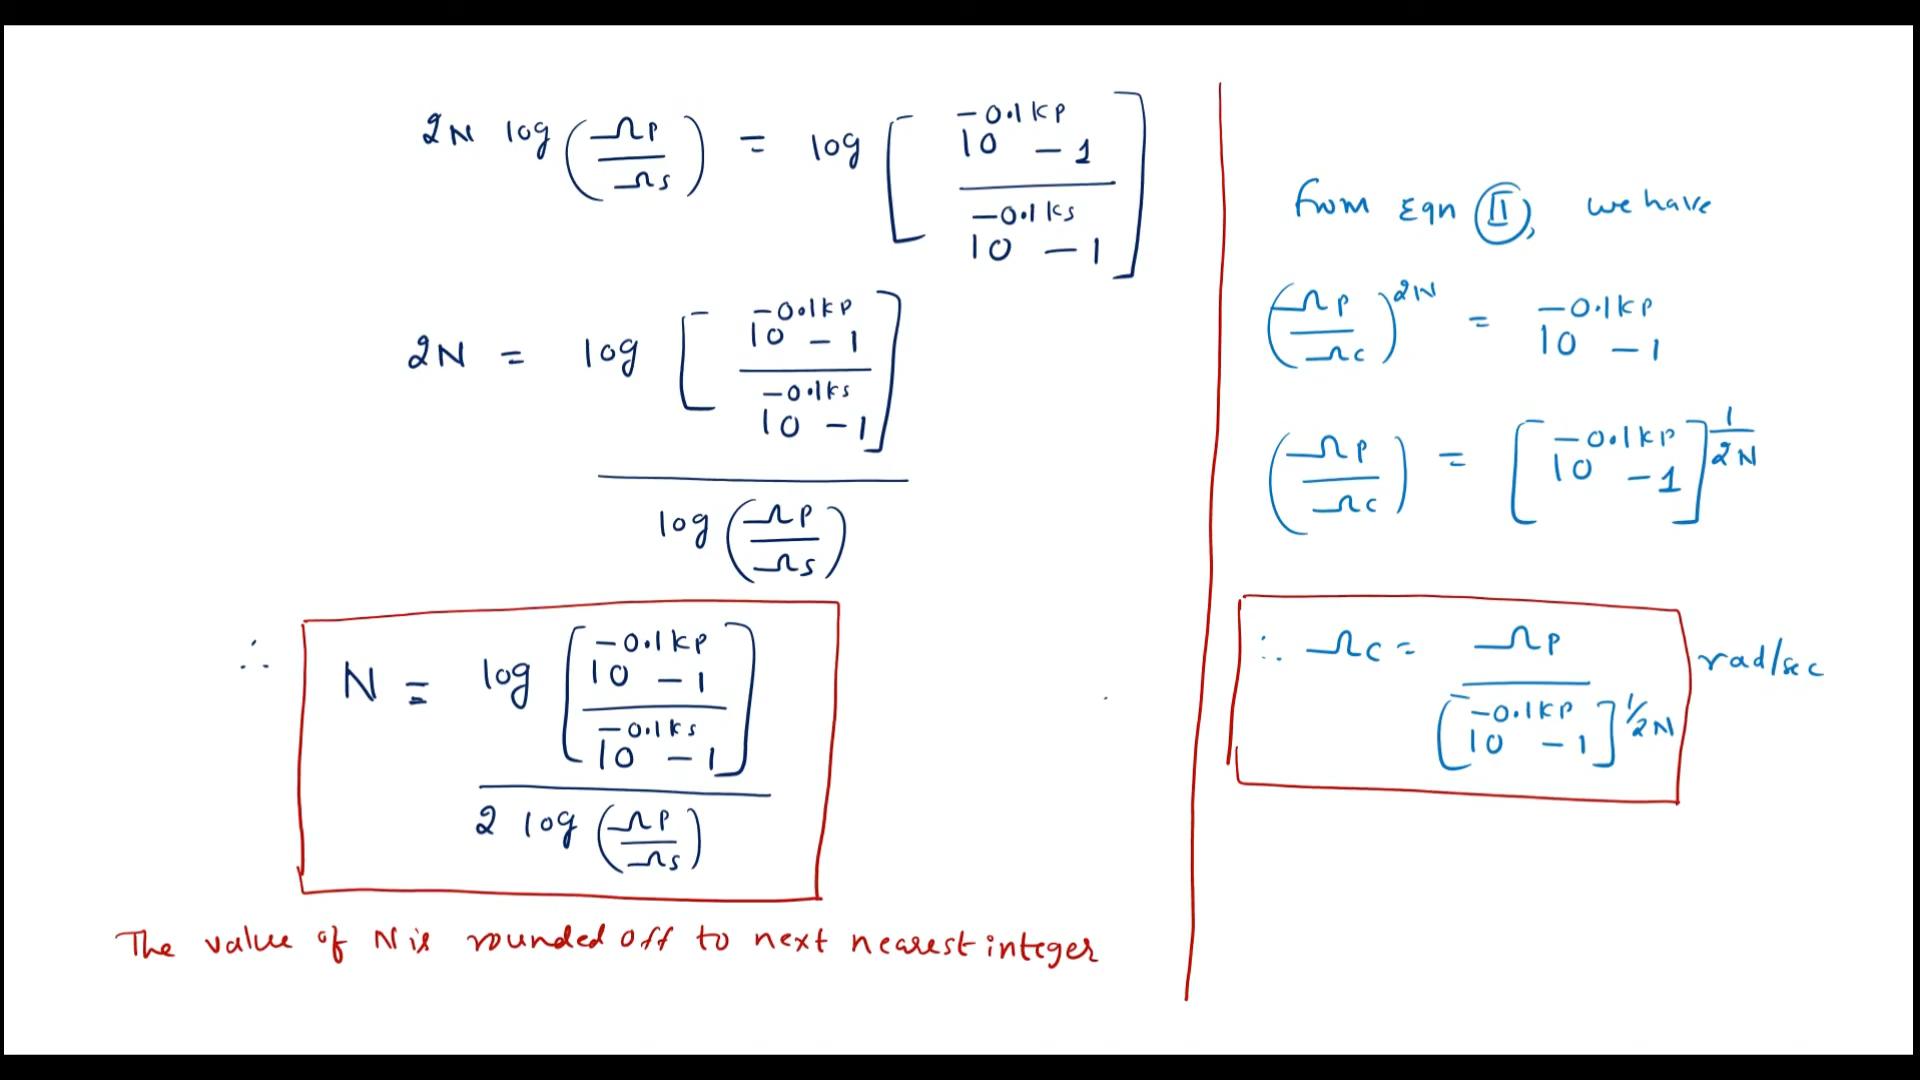 2N log (Ωp/Ωs) = log [(10^(-0.1kp) - 1)/(10^(-0.1ks) - 1)]
2N = log [(10^(-0.1kp) - 1)/(10^(-0.1ks) - 1)] / log (Ωp/Ωs)
∴ N = log [(10^(-0.1kp) - 1)/(10^(-0.1ks) - 1)] / 2 log (Ωp/Ωs)
The value of N is rounded off to next nearest integer
from Eqn (II), we have
(Ωp/Ωc)^(2N) = 10^(-0.1kp) - 1
(Ωp/Ωc) = [10^(-0.1kp) - 1]^(1/2N)
∴ Ωc = Ωp / [10^(-0.1kp) - 1]^(1/2N) rad/sec